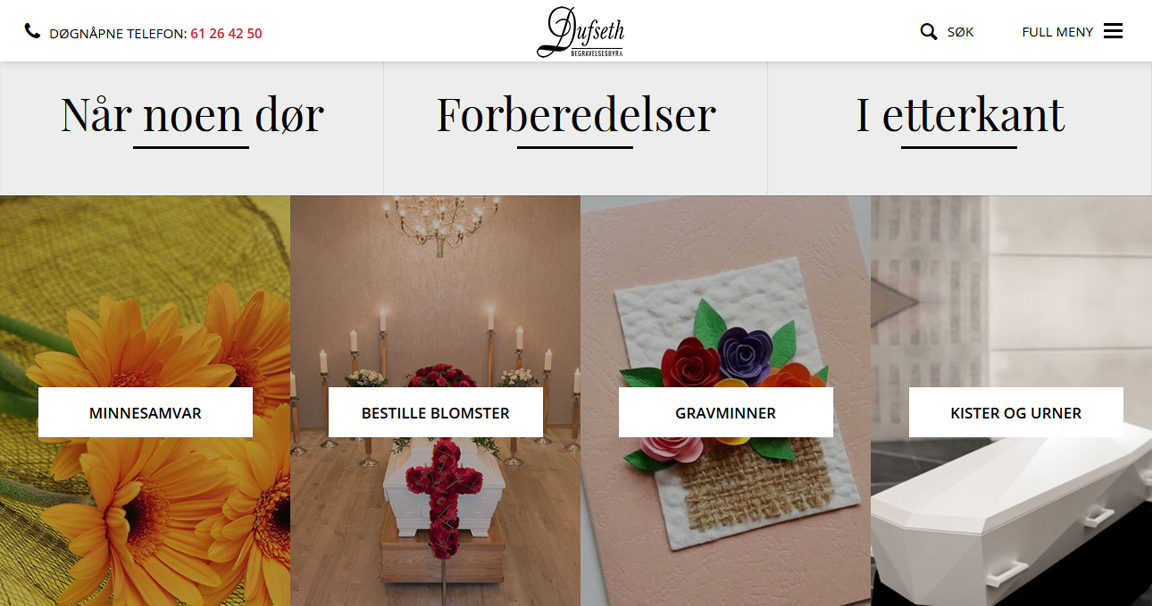 DØGNÅPNE TELEFON: 61 26 42 50
Dufseth
BEGRAVELSESBYRÅ
SØK
FULL MENY
Når noen dør
Forberedelser
I etterkant
MINNESAMVAR
BESTILLE BLOMSTER
GRAVMINNER
KISTER OG URNER